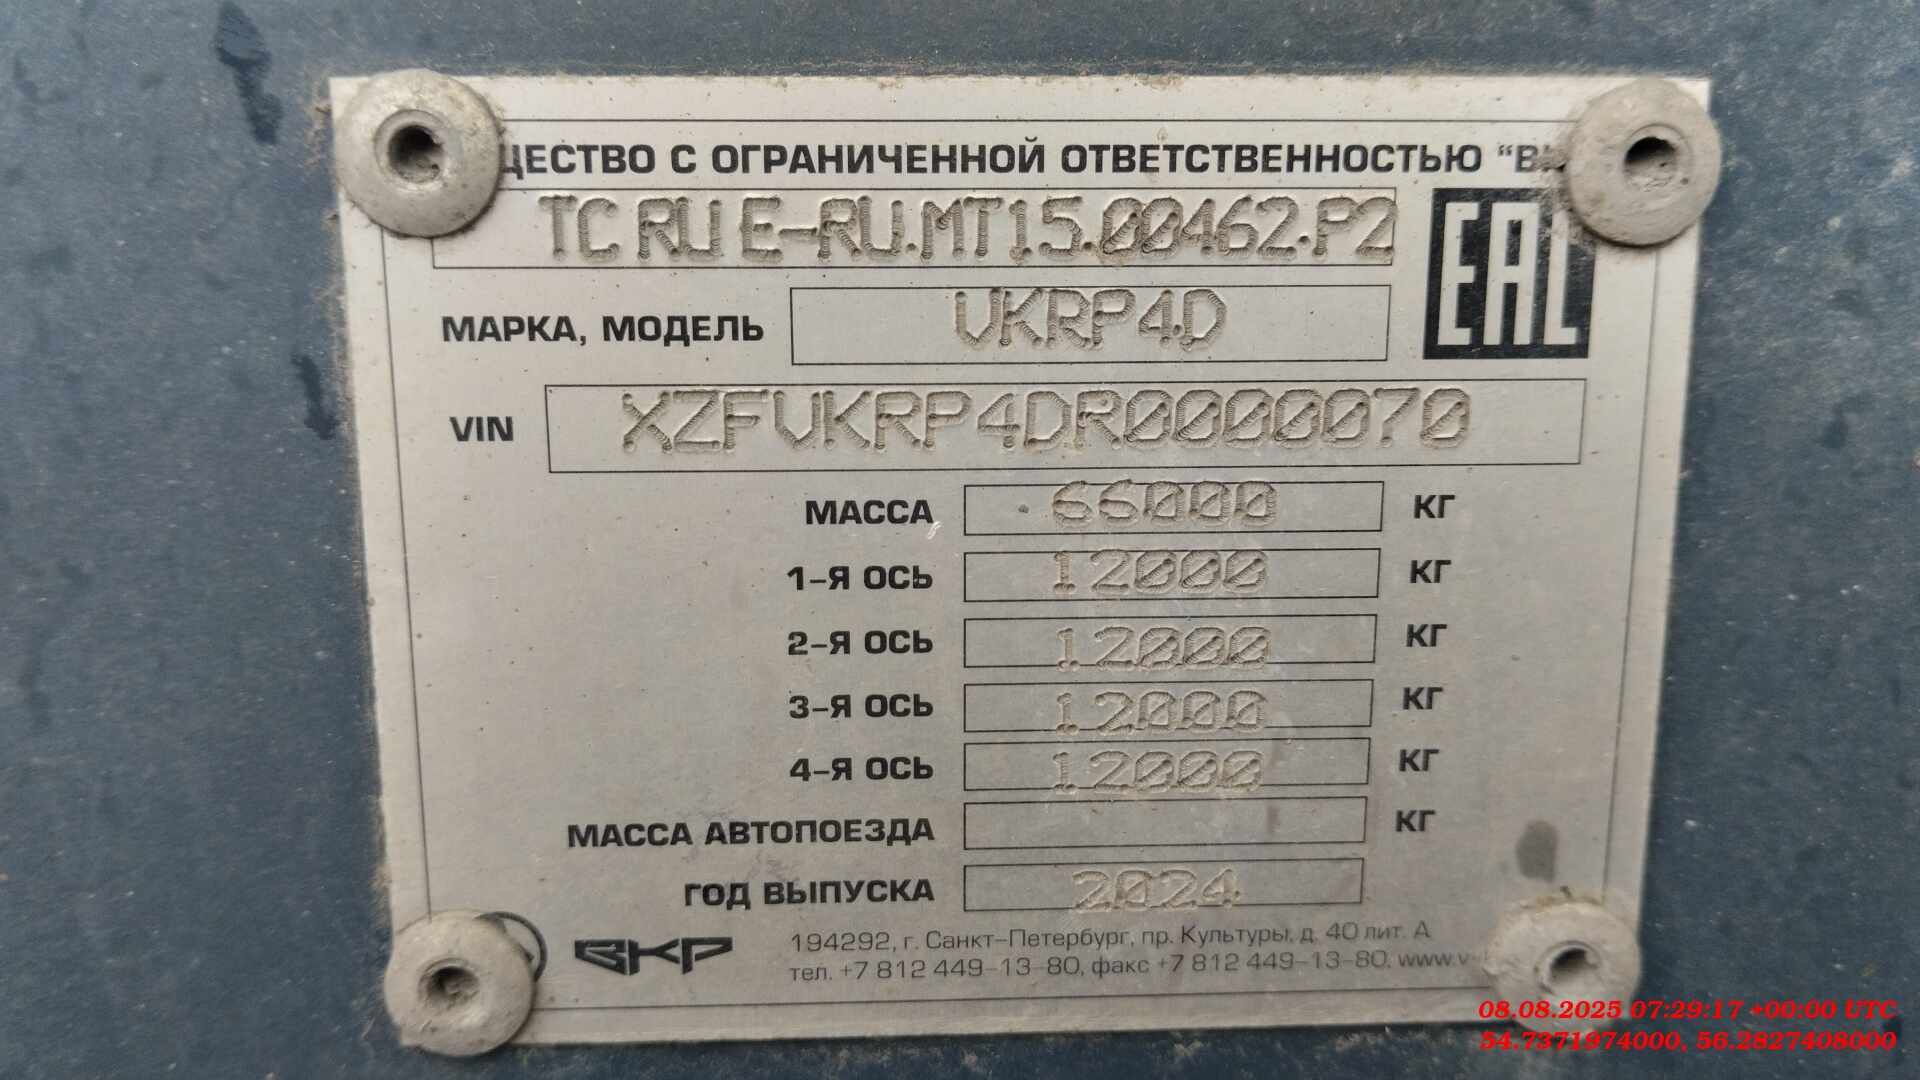 ЩЕСТВО С ОГРАНИЧЕННОЙ ОТВЕТСТВЕННОСТЬЮ
TC RU E-RU.MT15.00462.P2
EAC
МАРКА, МОДЕЛЬ VKRP4D
VIN XZFVKRP4DR0000070
МАССА 66000 КГ
1-Я ОСЬ 12000 КГ
2-Я ОСЬ 12000 КГ
3-Я ОСЬ 12000 КГ
4-Я ОСЬ 12000 КГ
МАССА АВТОПОЕЗДА КГ
ГОД ВЫПУСКА 2024
ВКР
194292, г. Санкт-Петербург, пр. Культуры, д. 40 лит. А
тел. +7 812 449-13-80, факс +7 812 449-13-80,
08.08.2025 07:29:17 +00:00 UTC
54.7371974000, 56.2827408000